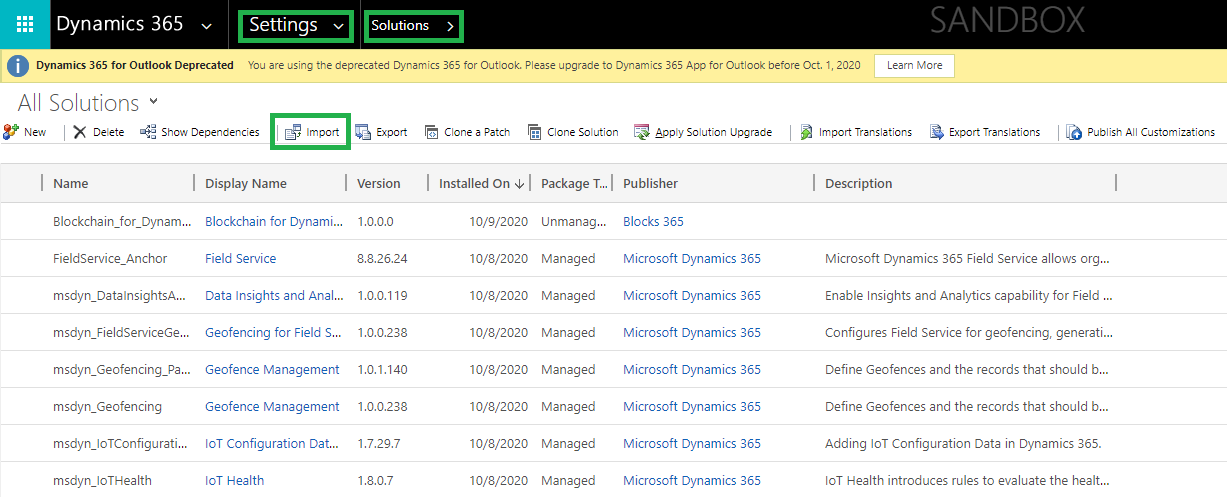 Dynamics 365 Settings Solutions SANDBOX
Dynamics 365 for Outlook Deprecated You are using the deprecated Dynamics 365 for Outlook. Please upgrade to Dynamics 365 App for Outlook before Oct. 1, 2020 Learn More
All Solutions
New Delete Show Dependencies Import Export Clone a Patch Clone Solution Apply Solution Upgrade Import Translations Export Translations Publish All Customizations
Name Display Name Version Installed On Package T... Publisher Description
Blockchain_for_Dynam... Blockchain for Dynami... 1.0.0.0 10/9/2020 Unmanag... Blocks 365
FieldService_Anchor Field Service 8.8.26.24 10/8/2020 Managed Microsoft Dynamics 365 Microsoft Dynamics 365 Field Service allows org...
msdyn_DataInsightsA... Data Insights and Anal... 1.0.0.119 10/8/2020 Managed Microsoft Dynamics 365 Enable Insights and Analytics capability for Field ...
msdyn_FieldServiceGe... Geofencing for Field S... 1.0.0.238 10/8/2020 Managed Microsoft Dynamics 365 Configures Field Service for geofencing, generati...
msdyn_Geofencing_Pa... Geofence Management 1.0.1.140 10/8/2020 Managed Microsoft Dynamics 365 Define Geofences and the records that should b...
msdyn_Geofencing Geofence Management 1.0.0.238 10/8/2020 Managed Microsoft Dynamics 365 Define Geofences and the records that should b...
msdyn_IoTConfigurati... IoT Configuration Dat... 1.7.29.7 10/8/2020 Managed Microsoft Dynamics 365 Adding IoT Configuration Data in Dynamics 365.
msdyn_IoTHealth IoT Health 1.8.0.7 10/8/2020 Managed Microsoft Dynamics 365 IoT Health introduces rules to evaluate the healt...